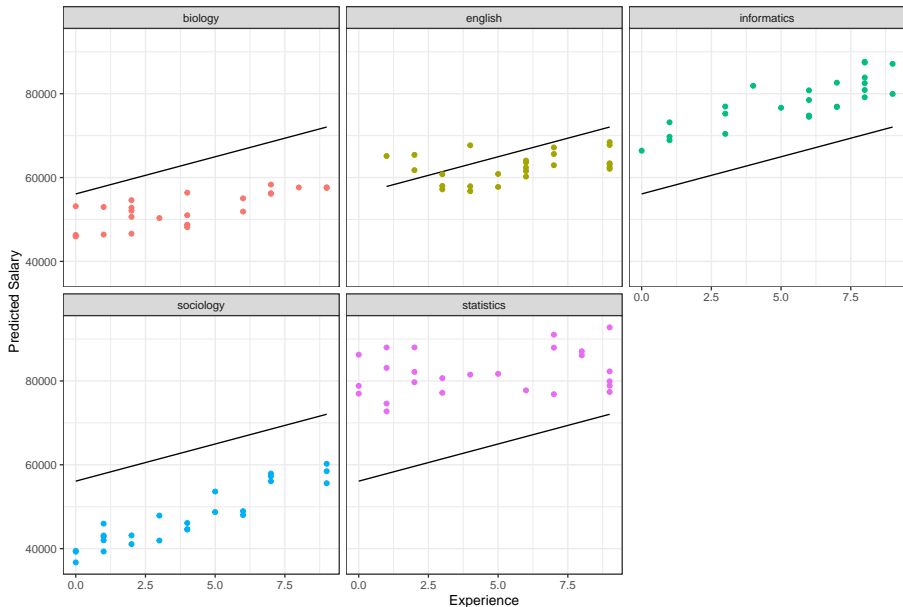 biology
english
informatics
80000
60000
40000
0.0 2.5 5.0 7.5
Predicted Salary
sociology
statistics
80000
60000
40000
0.0 2.5 5.0 7.5
0.0 2.5 5.0 7.5
Experience